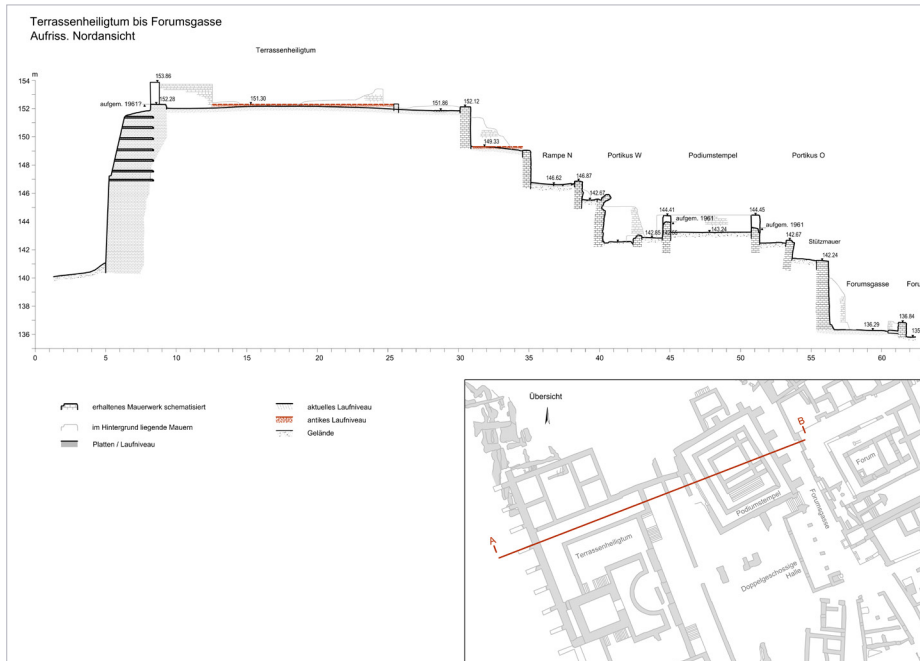 Terrassenheiligtum bis Forumsgasse
Aufriss. Nordansicht
Terrassenheiligtum
m
154
152
150
148
146
144
142
140
138
136
153.86
aufgem. 1961?
152.28
151.30
151.86
152.12
149.33
Rampe N
Portikus W
Podiumstempel
Portikus O
146.62
146.87
142.67
144.41
aufgem. 1961
142.85
143.24
144.45
aufgem. 1961
142.67
Stützmauer
142.24
Forumsgasse
Foru
136.29
136.84
135
0
5
10
15
20
25
30
35
40
45
50
55
60
erhaltenes Mauerwerk schematisiert
im Hintergrund liegende Mauern
Platten / Laufniveau
aktuelles Laufniveau
antikes Laufniveau
Gelände
Übersicht
A
B
Terrassenheiligtum
Podiumstempel
Forumsgasse
Forum
Doppelgeschossige
Halle